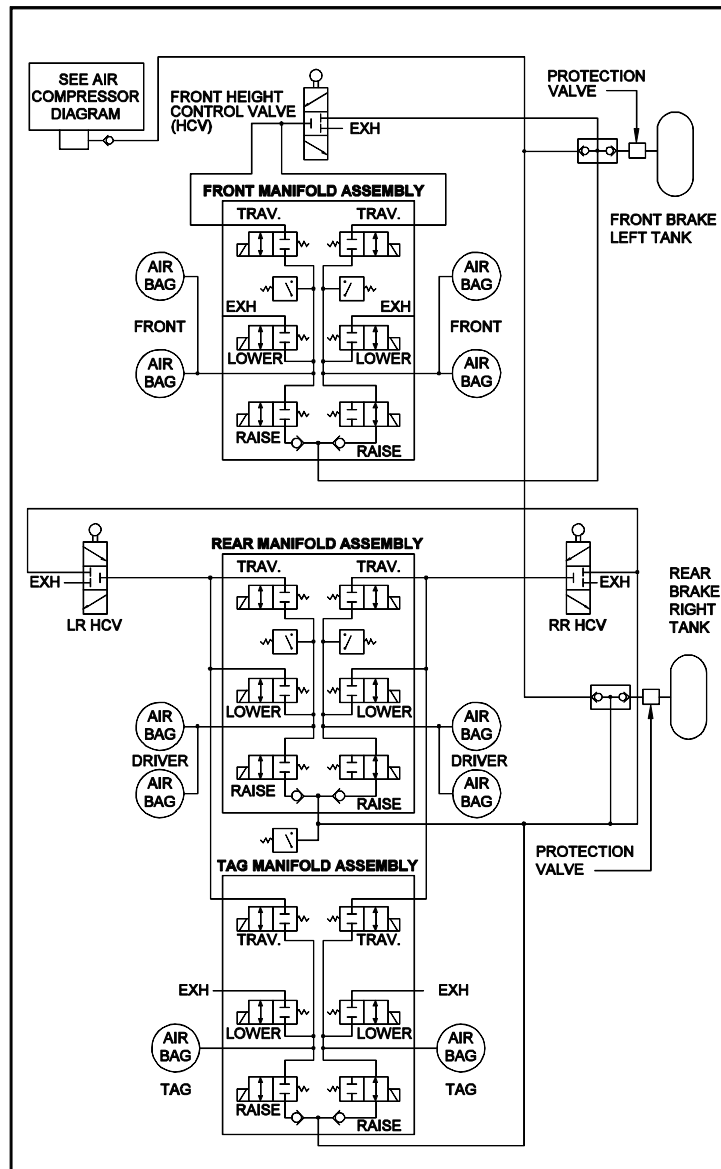 SEE AIR
COMPRESSOR
DIAGRAM
FRONT HEIGHT
CONTROL VALVE
(HCV)
EXH
PROTECTION
VALVE
FRONT BRAKE
LEFT TANK
FRONT MANIFOLD ASSEMBLY
TRAV.
TRAV.
AIR
BAG
AIR
BAG
EXH
EXH
FRONT
FRONT
LOWER
LOWER
AIR
BAG
AIR
BAG
RAISE
RAISE
REAR MANIFOLD ASSEMBLY
TRAV.
TRAV.
EXH
LR HCV
EXH
RR HCV
REAR
BRAKE
RIGHT
TANK
LOWER
LOWER
AIR
BAG
AIR
BAG
DRIVER
DRIVER
AIR
BAG
AIR
BAG
RAISE
RAISE
PROTECTION
VALVE
TAG MANIFOLD ASSEMBLY
TRAV.
TRAV.
EXH
EXH
LOWER
LOWER
AIR
BAG
AIR
BAG
TAG
TAG
RAISE
RAISE